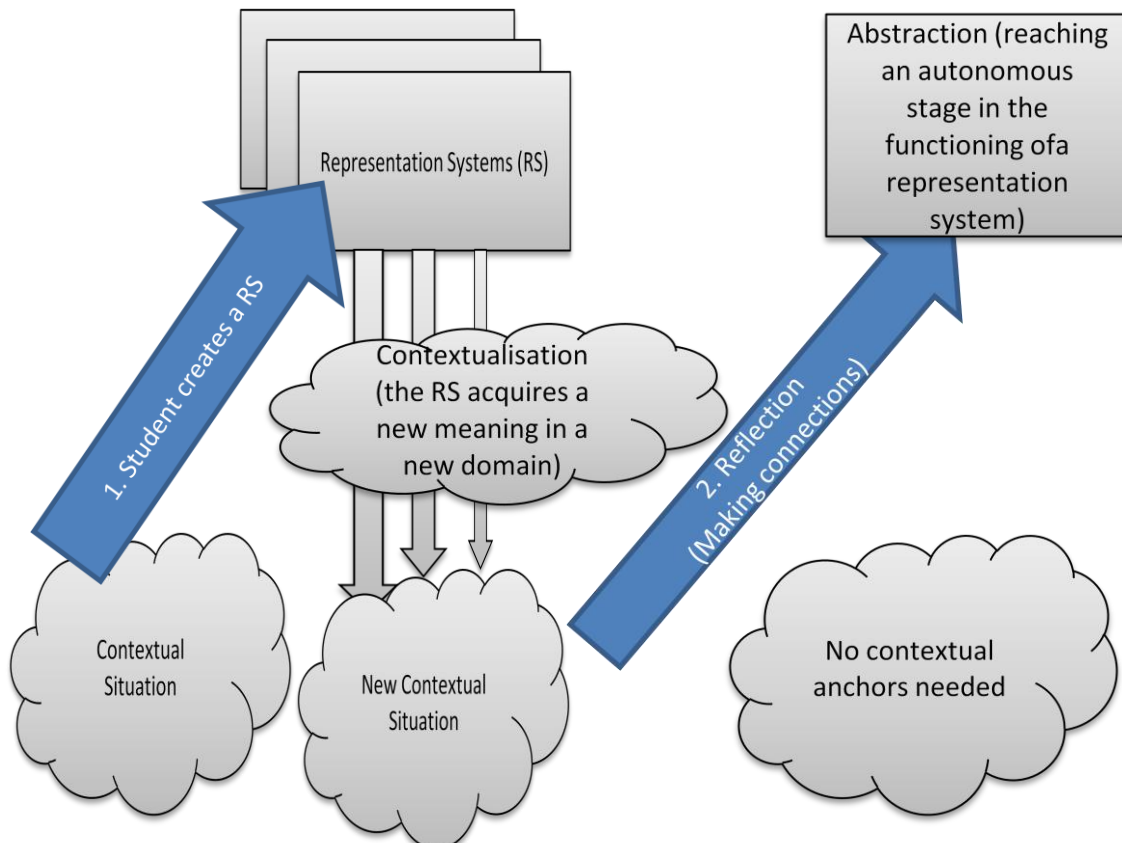 Representation Systems (RS)
Abstraction (reaching
an autonomous
stage in the
functioning ofa
representation
system)
1. Student creates a RS
Contextualisation
(the RS acquires a
new meaning in a
new domain)
2. Reflection
(Making connections)
Contextual
Situation
New Contextual
Situation
No contextual
anchors needed